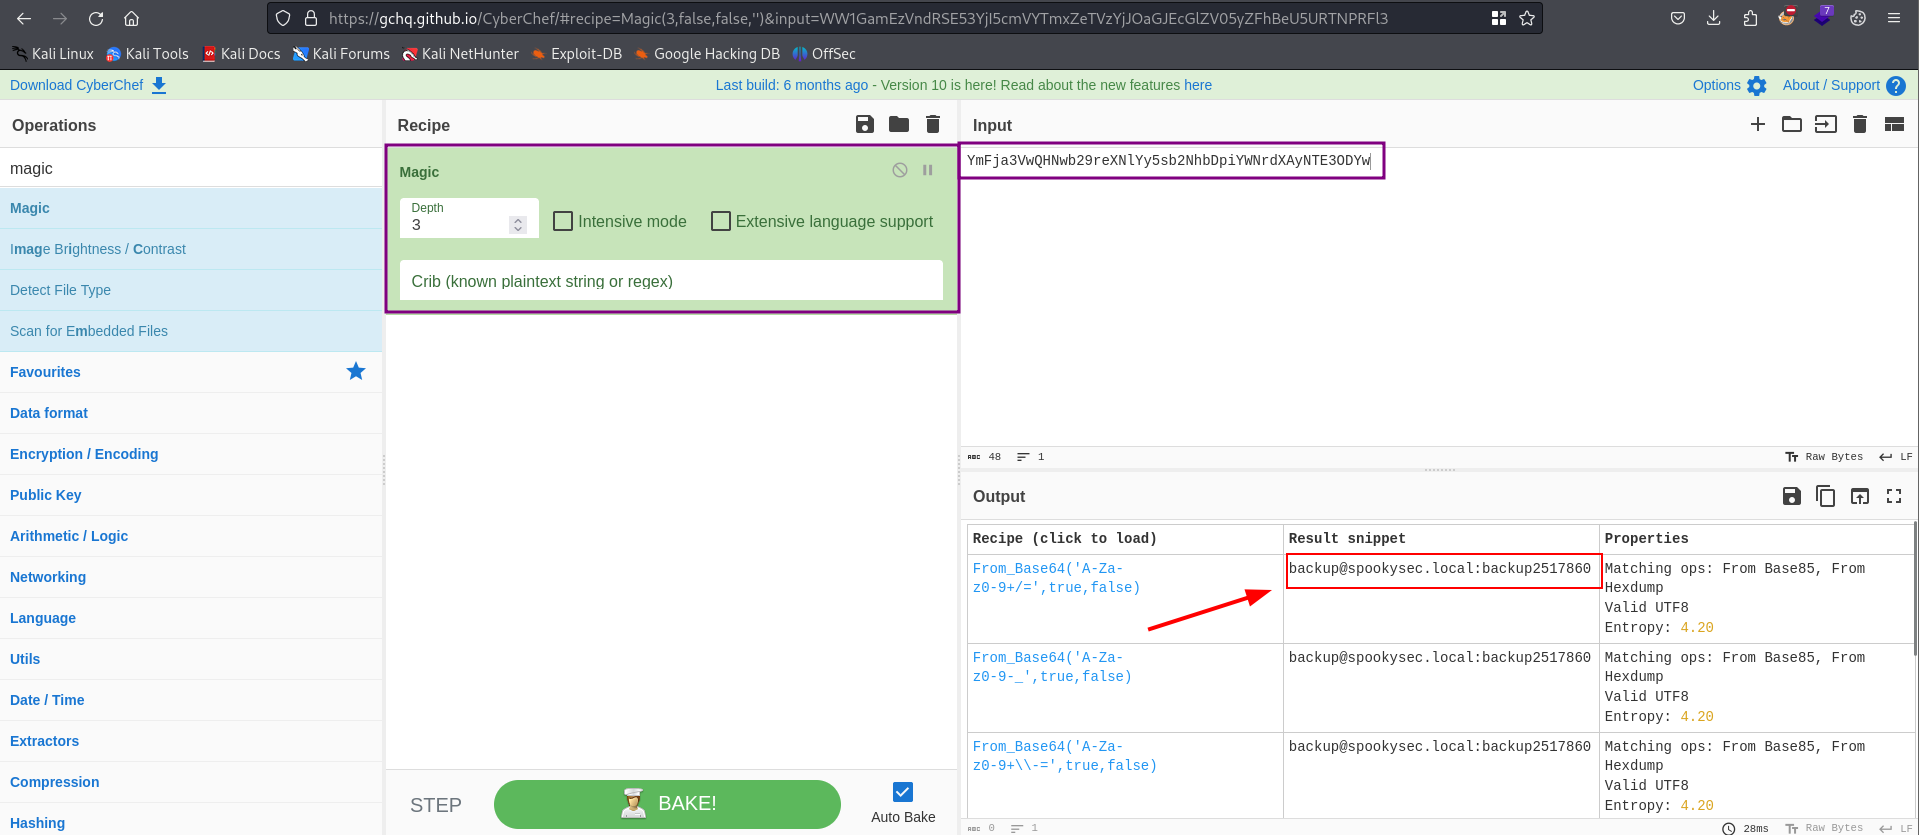 https://gchq.github.io/CyberChef/#recipe=Magic(3,false,false,'')&input=WW1GamEzVndRSE53YjI5cmVYTmxZeTVzYjJOaGJEcGlZV05yZFhBeU5URTNPRFl3
7
Kali Linux Kali Tools Kali Docs Kali Forums Kali NetHunter Exploit-DB Google Hacking DB OffSec
Download CyberChef
Last build: 6 months ago - Version 10 is here! Read about the new features here
Options About / Support
Operations
magic
Magic
Image Brightness / Contrast
Detect File Type
Scan for Embedded Files
Favourites
Data format
Encryption / Encoding
Public Key
Arithmetic / Logic
Networking
Language
Utils
Date / Time
Extractors
Compression
Hashing
Recipe
Magic
Depth
3
Intensive mode
Extensive language support
Crib (known plaintext string or regex)
STEP
BAKE!
Auto Bake
Input
YmFja3VwQHNwb29reXNlYy5sb2NhbDpiYWNrdXAyNTE3ODYw
ABC 48 1
Tт Raw Bytes LF
Output
Recipe (click to load) Result snippet Properties
From_Base64('A-Za-
z0-9+/=',true,false)
backup@spookysec.local:backup2517860
Matching ops: From Base85, From
Hexdump
Valid UTF8
Entropy: 4.20
From_Base64('A-Za-
z0-9-_',true,false)
backup@spookysec.local:backup2517860
Matching ops: From Base85, From
Hexdump
Valid UTF8
Entropy: 4.20
From_Base64('A-Za-
z0-9+\\-=',true,false)
backup@spookysec.local:backup2517860
Matching ops: From Base85, From
Hexdump
Valid UTF8
Entropy: 4.20
ABC 0 1
28ms Tт Raw Bytes LF